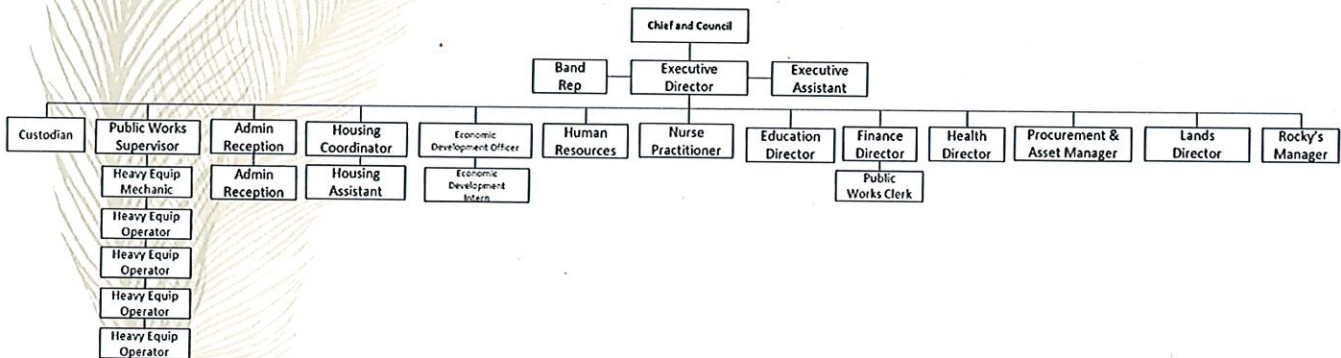 Chief and Council
Band
Rep
Executive
Director
Executive
Assistant
Custodian
Public Works
Supervisor
Admin
Reception
Housing
Coordinator
Economic
Development Officer
Human
Resources
Nurse
Practitioner
Education
Director
Finance
Director
Health
Director
Procurement &
Asset Manager
Lands
Director
Rocky's
Manager
Heavy Equip
Mechanic
Admin
Reception
Housing
Assistant
Economic
Development
Intern
Public
Works Clerk
Heavy Equip
Operator
Heavy Equip
Operator
Heavy Equip
Operator
Heavy Equip
Operator